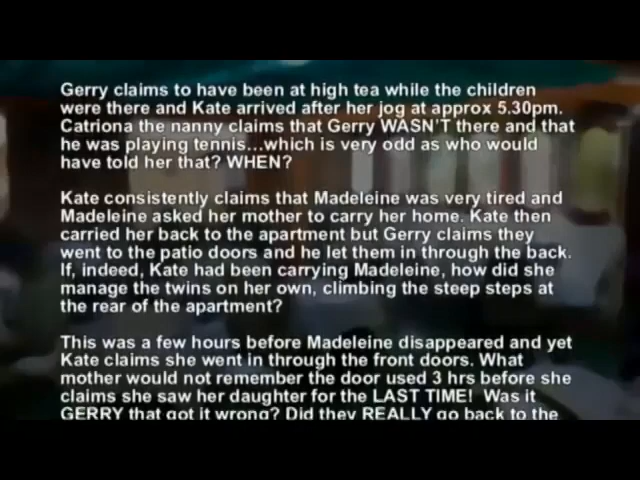 Gerry claims to have been at high tea while the children
were there and Kate arrived after her jog at approx 5.30pm.
Catriona the nanny claims that Gerry WASN'T there and that
he was playing tennis...which is very odd as who would
have told her that? WHEN?
Kate consistently claims that Madeleine was very tired and
Madeleine asked her mother to carry her home. Kate then
carried her back to the apartment but Gerry claims they
went to the patio doors and he let them in through the back.
If, indeed, Kate had been carrying Madeleine, how did she
manage the twins on her own, climbing the steep steps at
the rear of the apartment?
This was a few hours before Madeleine disappeared and yet
Kate claims she went in through the front doors. What
mother would not remember the door used 3 hrs before she
claims she saw her daughter for the LAST TIME! Was it
GERRY that got it wrong? Did they REALLY go back to the